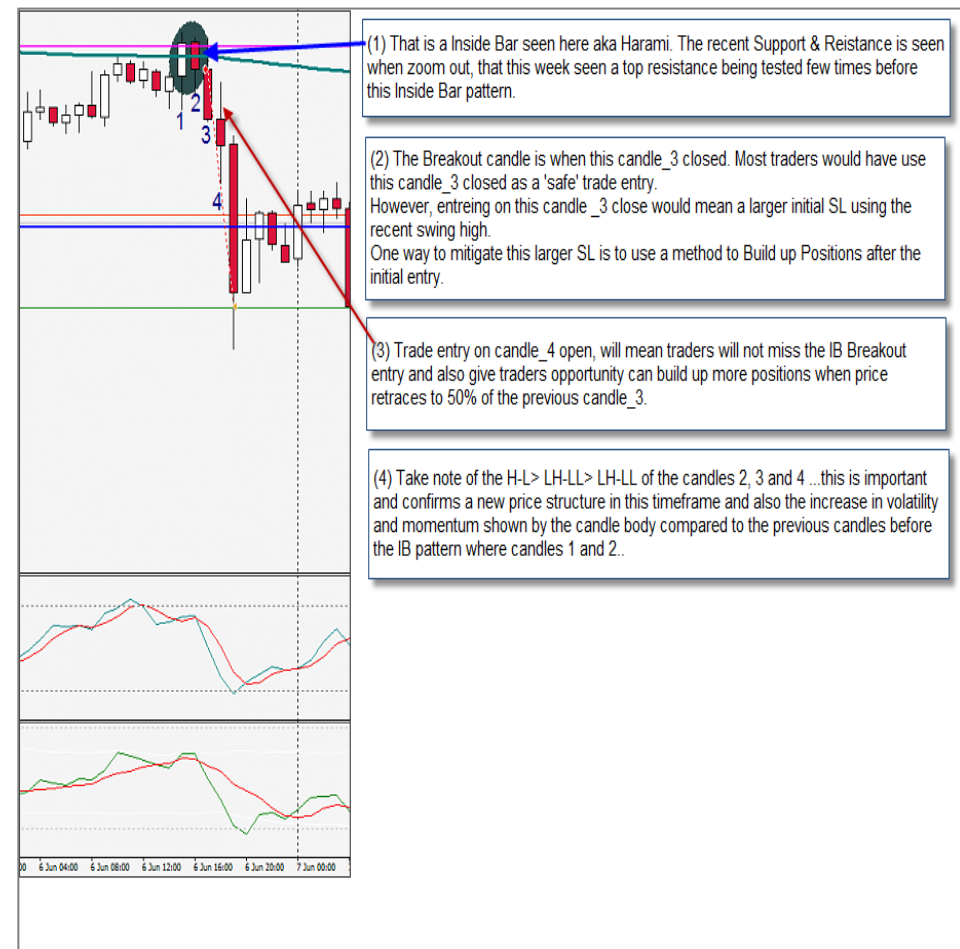 (1) That is a Inside Bar seen here aka Harami. The recent Support & Reistance is seen
when zoom out, that this week seen a top resistance being tested few times before
this Inside Bar pattern.
(2) The Breakout candle is when this candle_3 closed. Most traders would have use
this candle_3 closed as a 'safe' trade entry.
However, entreing on this candle _3 close would mean a larger initial SL using the
recent swing high.
One way to mitigate this larger SL is to use a method to Build up Positions after the
initial entry.
(3) Trade entry on candle_4 open, will mean traders will not miss the IB Breakout
entry and also give traders opportunity can build up more positions when price
retraces to 50% of the previous candle_3.
(4) Take note of the H-L> LH-LL> LH-LL of the candles 2, 3 and 4 ...this is important
and confirms a new price structure in this timeframe and also the increase in volatility
and momentum shown by the candle body compared to the previous candles before
the IB pattern where candles 1 and 2..
1
2
3
4
00 6 Jun 04:00 6 Jun 08:00 6 Jun 12:00 6 Jun 16:00 6 Jun 20:00 7 Jun 00:00